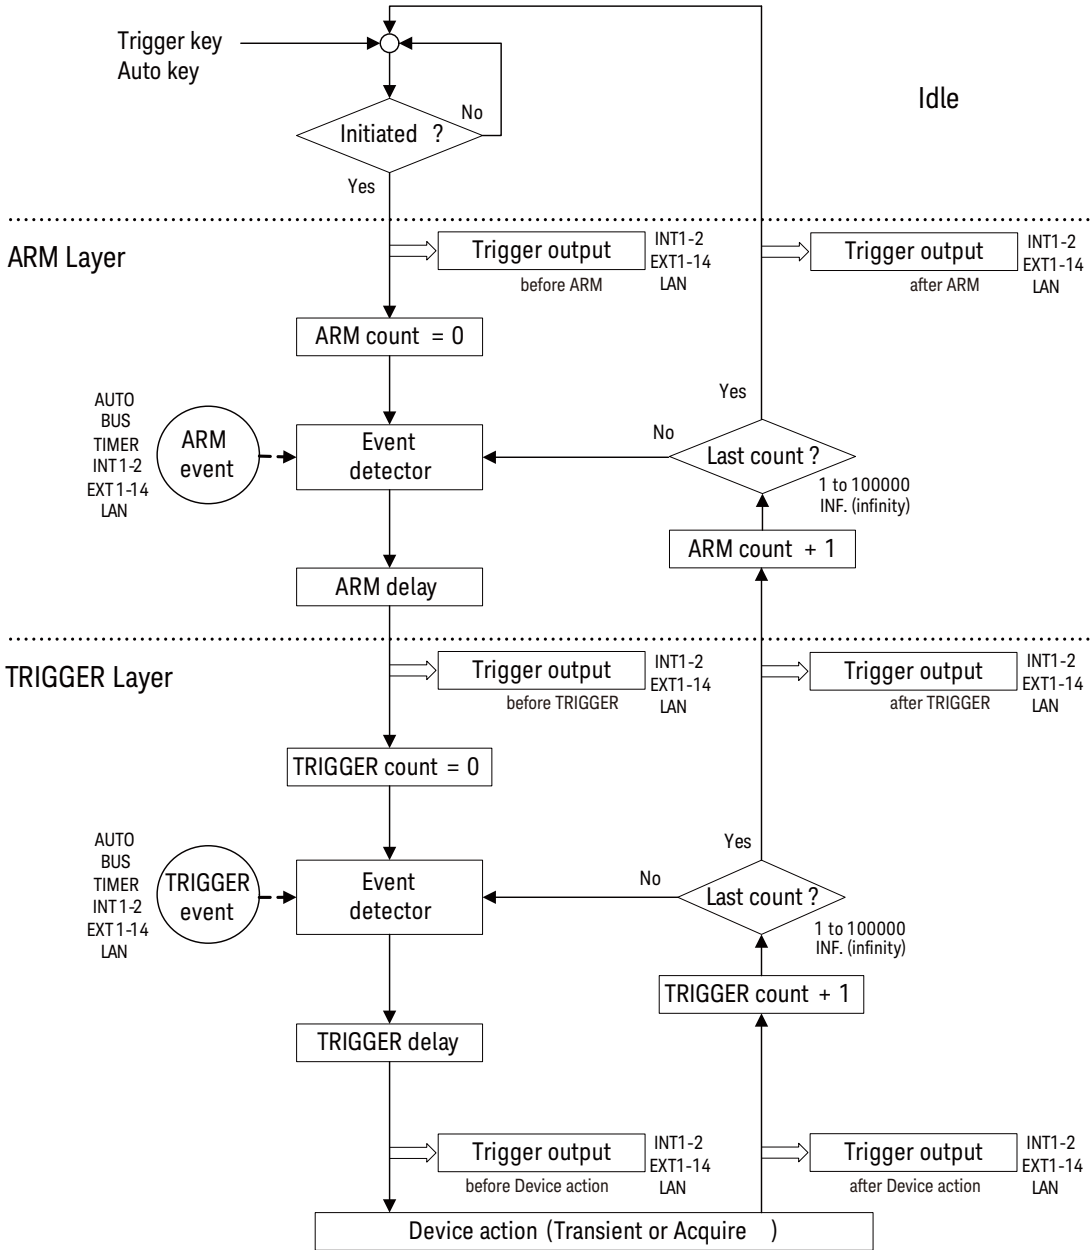 Trigger key
Auto key
Idle
No
Initiated ?
Yes
ARM Layer
Trigger output
before ARM
INT1-2
EXT1-14
LAN
Trigger output
after ARM
INT1-2
EXT1-14
LAN
ARM count = 0
Yes
AUTO
BUS
TIMER
INT1-2
EXT1-14
LAN
ARM
event
Event
detector
No
Last count ?
1 to 100000
INF. (infinity)
ARM count + 1
ARM delay
TRIGGER Layer
Trigger output
before TRIGGER
INT1-2
EXT1-14
LAN
Trigger output
after TRIGGER
INT1-2
EXT1-14
LAN
TRIGGER count = 0
Yes
AUTO
BUS
TIMER
INT1-2
EXT1-14
LAN
TRIGGER
event
Event
detector
No
Last count ?
1 to 100000
INF. (infinity)
TRIGGER count + 1
TRIGGER delay
Trigger output
before Device action
INT1-2
EXT1-14
LAN
Trigger output
after Device action
INT1-2
EXT1-14
LAN
Device action (Transient or Acquire )